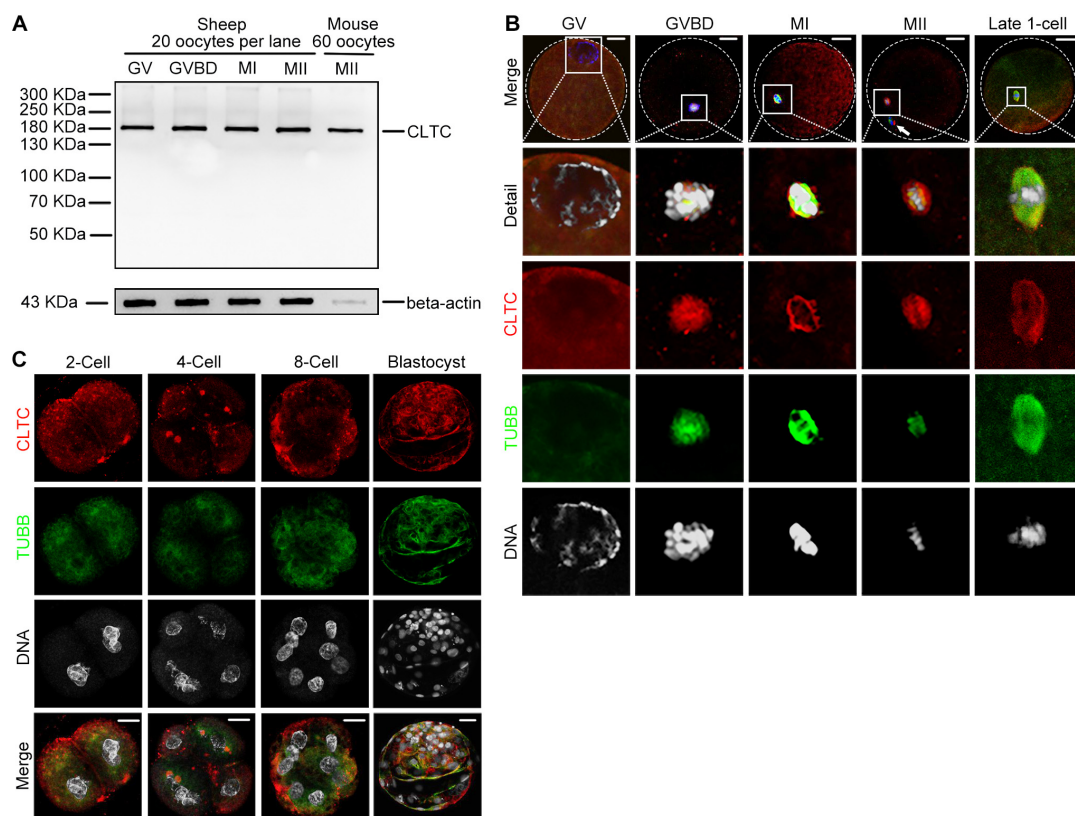 A
Sheep
20 oocytes per lane
Mouse
60 oocytes
GV GVBD MI MII MII
300 KDa
250 KDa
180 KDa
130 KDa
100 KDa
70 KDa
50 KDa
CLTC
43 KDa
beta-actin
B
GV GVBD MI MII Late 1-cell
Merge
Detail
CLTC
TUBB
DNA
C
2-Cell 4-Cell 8-Cell Blastocyst
CLTC
TUBB
DNA
Merge